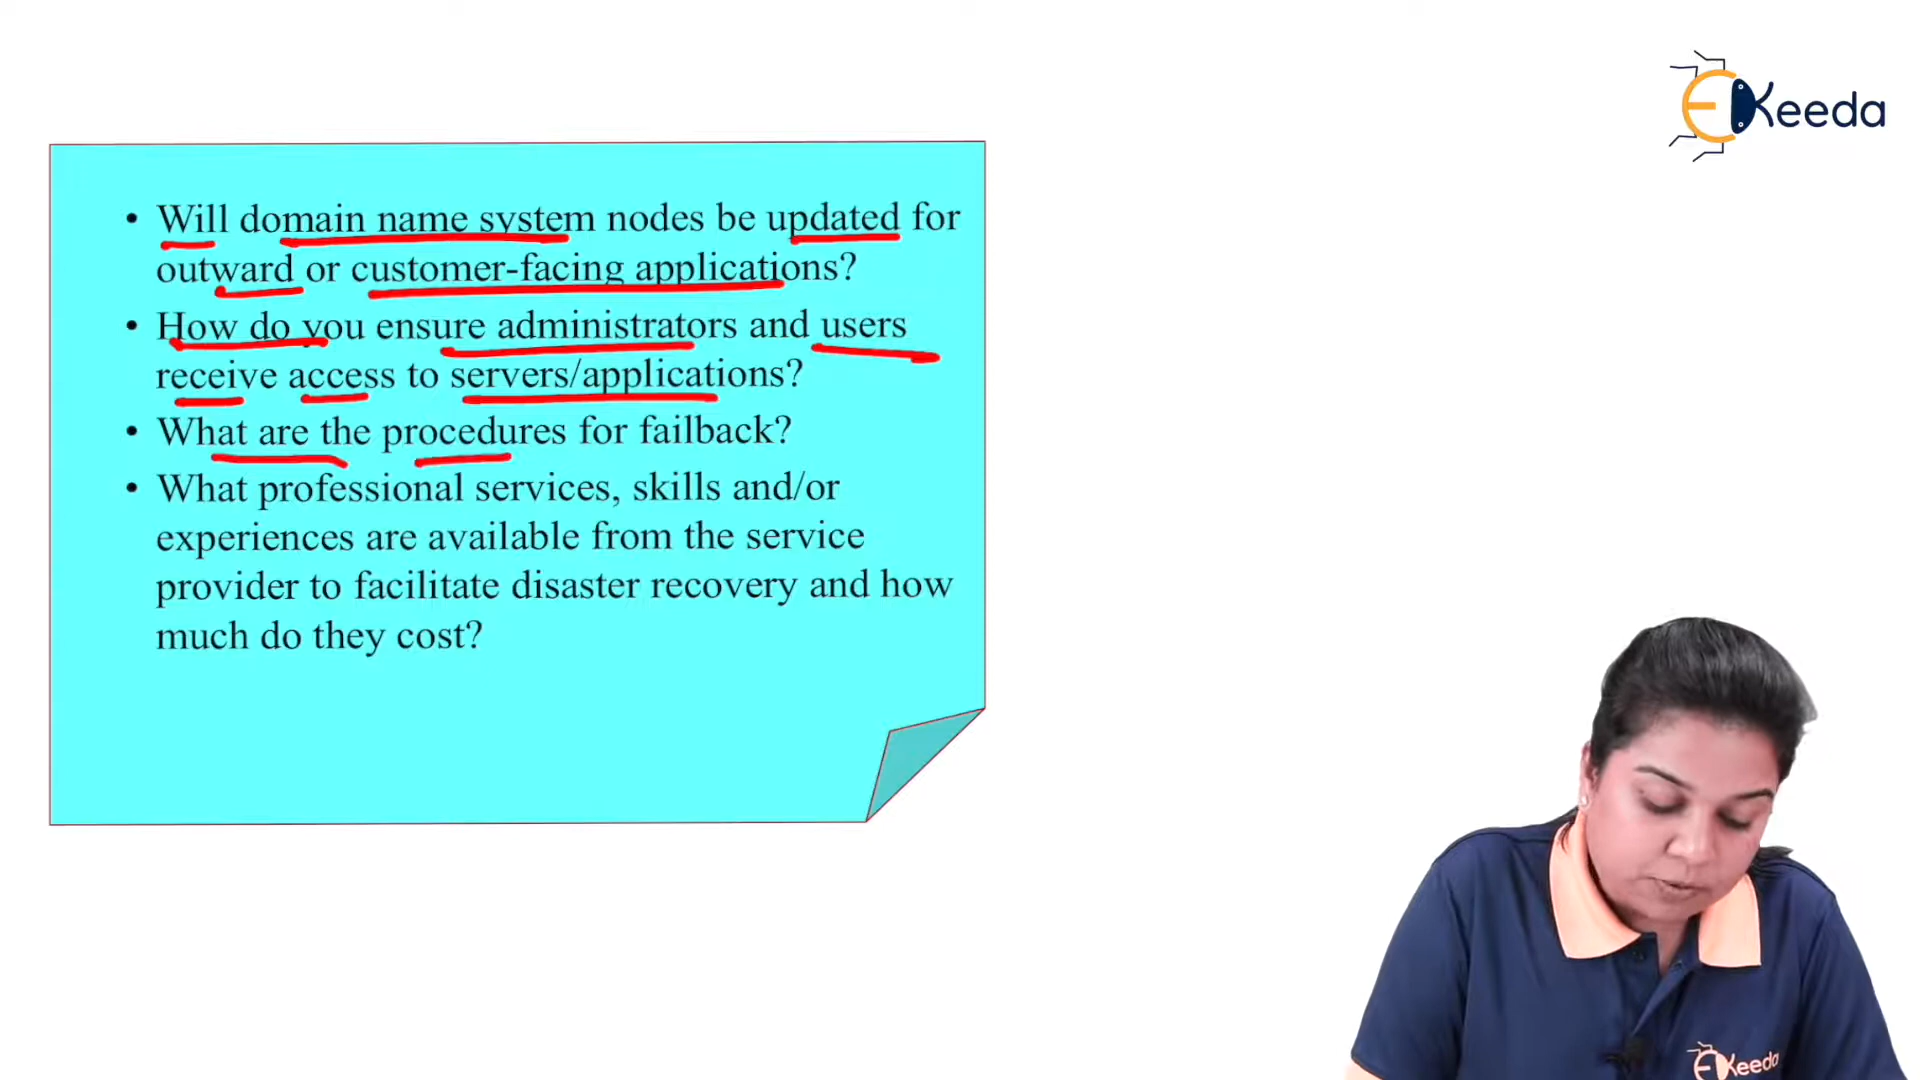 EKeeda
• Will domain name system nodes be updated for
outward or customer-facing applications?
• How do you ensure administrators and users
receive access to servers/applications?
• What are the procedures for failback?
• What professional services, skills and/or
experiences are available from the service
provider to facilitate disaster recovery and how
much do they cost?
EKeeda